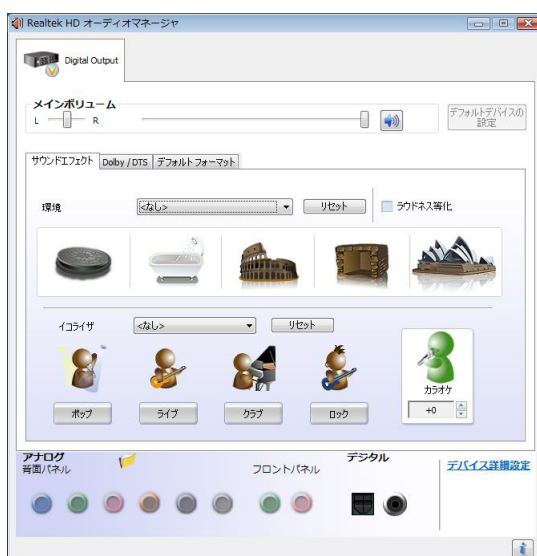 Realtek HD オーディオマネージャ
Digital Output
メインボリューム
L R
デフォルトデバイスの
設定
サウンドエフェクト Dolby / DTS デフォルト フォーマット
環境 <なし> リセット ラウドネス等化
イコライザ <なし> リセット
カラオケ
ポップ ライブ クラブ ロック +0
アナログ デジタル
背面パネル フロントパネル デバイス詳細設定